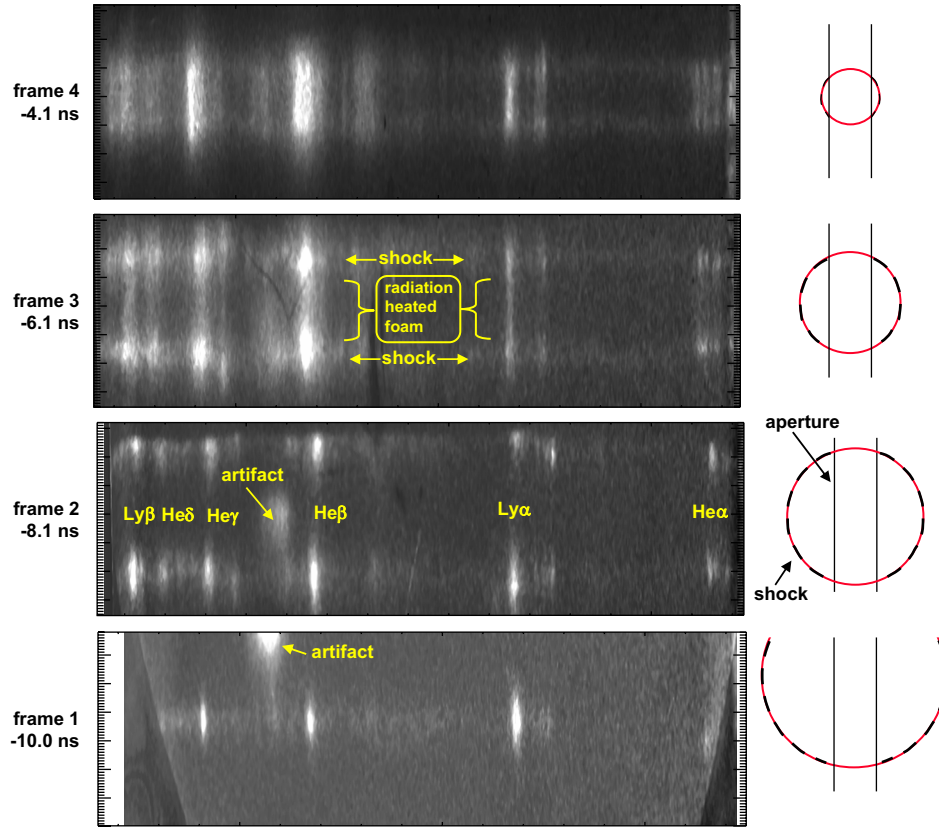 frame 4
-4.1 ns
frame 3
-6.1 ns
shock
radiation
heated
foam
shock
frame 2
-8.1 ns
artifact
Lyβ Heδ Heγ Heβ Lyα Heα
aperture
shock
frame 1
-10.0 ns
artifact